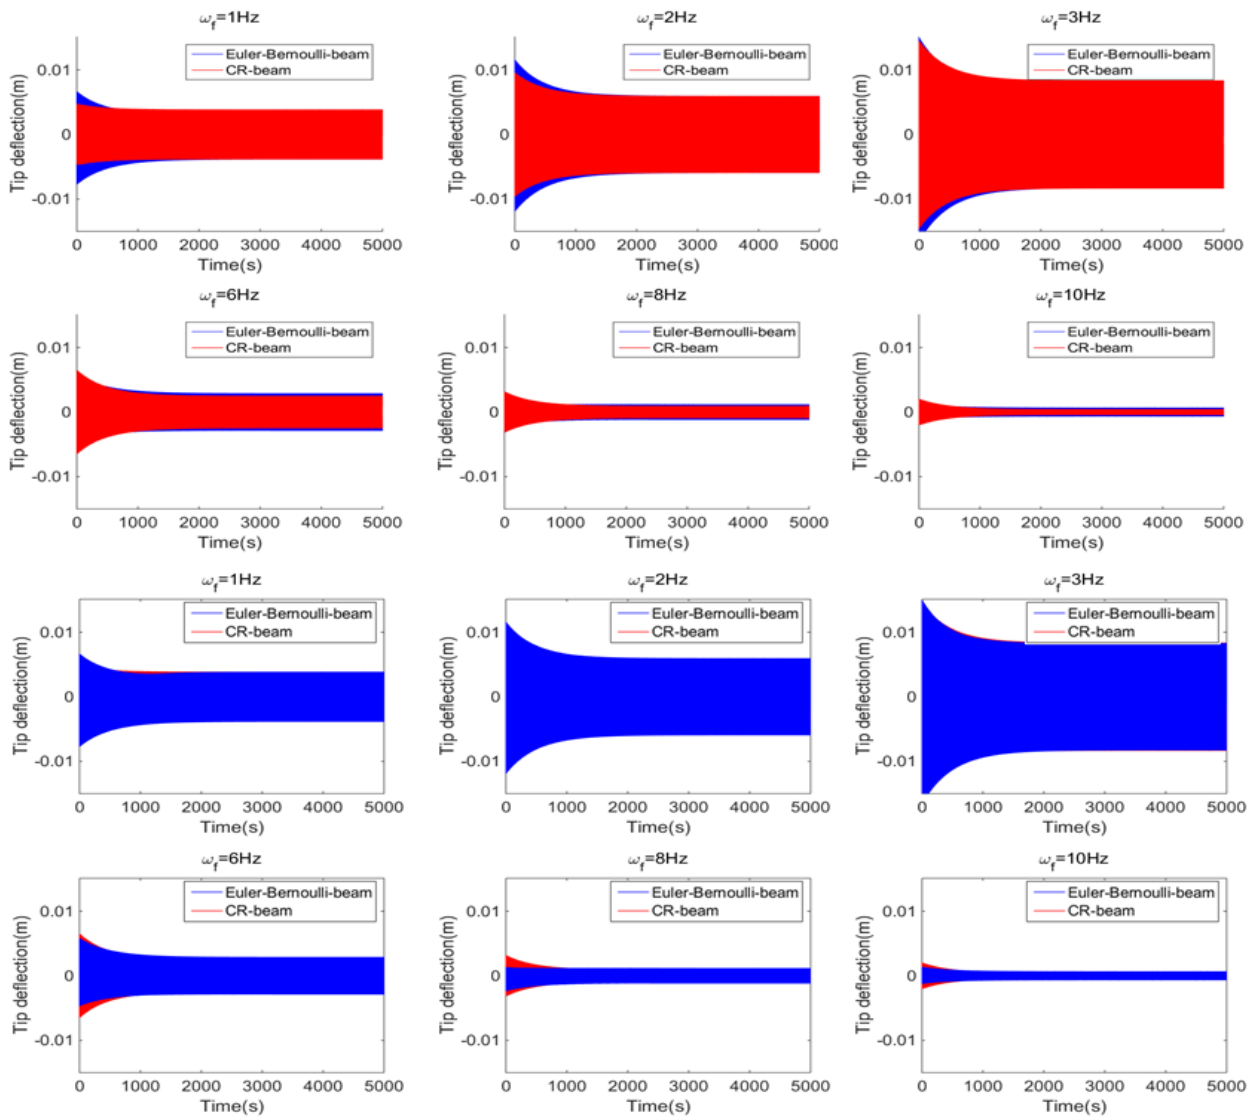 ω_f=1Hz
Euler-Bernoulli-beam
CR-beam
Tip deflection(m)
0.01
0
-0.01
0 1000 2000 3000 4000 5000
Time(s)
ω_f=2Hz
Euler-Bernoulli-beam
CR-beam
Tip deflection(m)
0.01
0
-0.01
0 1000 2000 3000 4000 5000
Time(s)
ω_f=3Hz
Euler-Bernoulli-beam
CR-beam
Tip deflection(m)
0.01
0
-0.01
0 1000 2000 3000 4000 5000
Time(s)
ω_f=6Hz
Euler-Bernoulli-beam
CR-beam
Tip deflection(m)
0.01
0
-0.01
0 1000 2000 3000 4000 5000
Time(s)
ω_f=8Hz
Euler-Bernoulli-beam
CR-beam
Tip deflection(m)
0.01
0
-0.01
0 1000 2000 3000 4000 5000
Time(s)
ω_f=10Hz
Euler-Bernoulli-beam
CR-beam
Tip deflection(m)
0.01
0
-0.01
0 1000 2000 3000 4000 5000
Time(s)
ω_f=1Hz
Euler-Bernoulli-beam
CR-beam
Tip deflection(m)
0.01
0
-0.01
0 1000 2000 3000 4000 5000
Time(s)
ω_f=2Hz
Euler-Bernoulli-beam
CR-beam
Tip deflection(m)
0.01
0
-0.01
0 1000 2000 3000 4000 5000
Time(s)
ω_f=3Hz
Euler-Bernoulli-beam
CR-beam
Tip deflection(m)
0.01
0
-0.01
0 1000 2000 3000 4000 5000
Time(s)
ω_f=6Hz
Euler-Bernoulli-beam
CR-beam
Tip deflection(m)
0.01
0
-0.01
0 1000 2000 3000 4000 5000
Time(s)
ω_f=8Hz
Euler-Bernoulli-beam
CR-beam
Tip deflection(m)
0.01
0
-0.01
0 1000 2000 3000 4000 5000
Time(s)
ω_f=10Hz
Euler-Bernoulli-beam
CR-beam
Tip deflection(m)
0.01
0
-0.01
0 1000 2000 3000 4000 5000
Time(s)